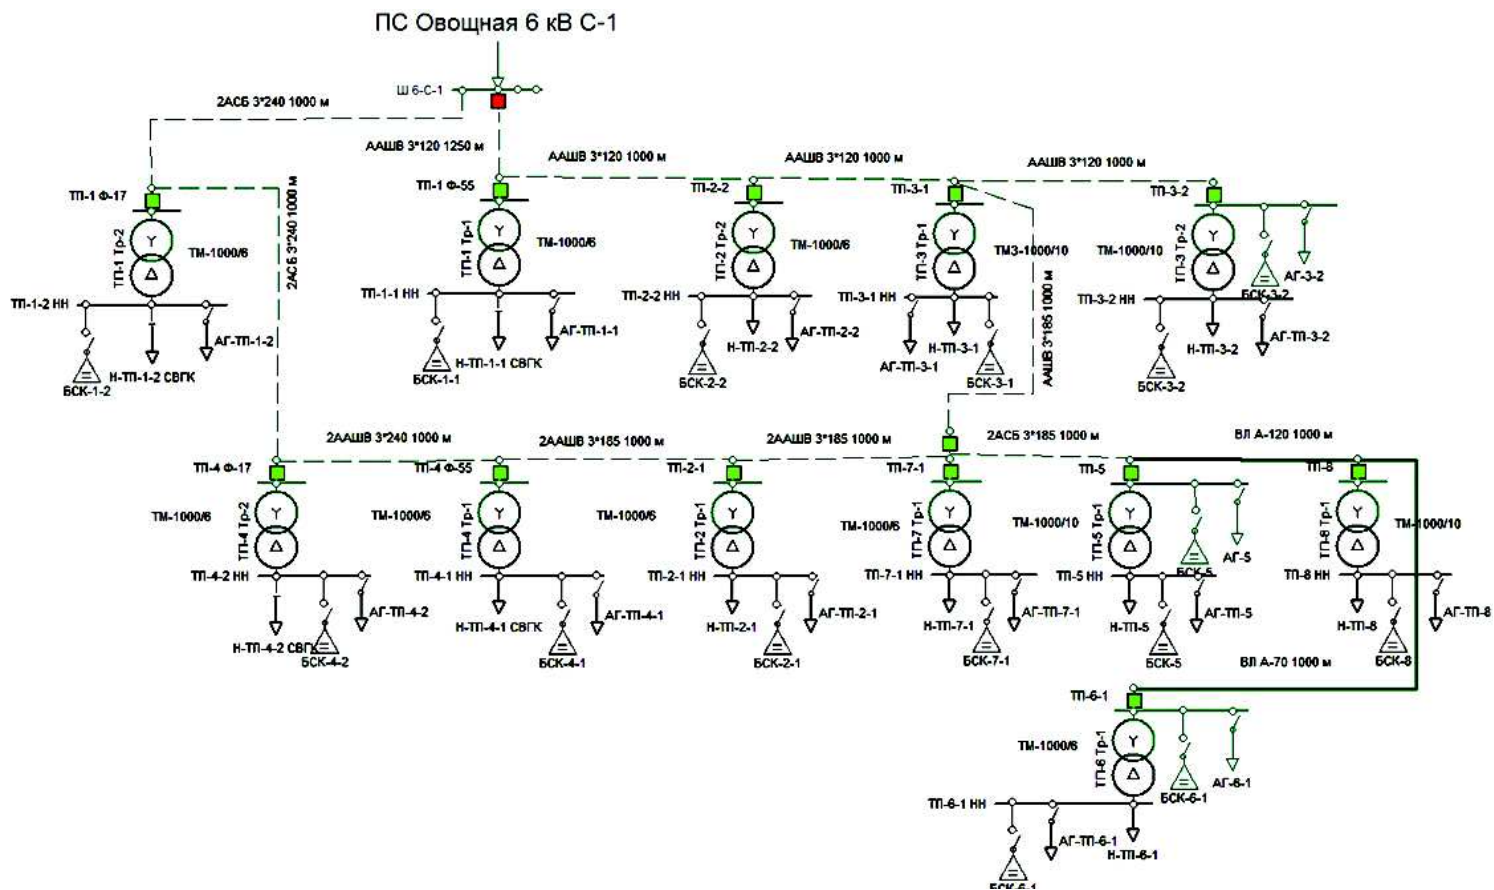 ПС Овощная 6 кВ С-1
Ш 6-С-1
2АСБ 3*240 1000 м
ААШВ 3*120 1250 м
ААШВ 3*120 1000 м
ААШВ 3*120 1000 м
ААШВ 3*120 1000 м
ТП-1 Ф-17
ТП-1 Ф-55
ТП-2-2
ТП-3-1
ТП-3-2
2АСБ 3*240 1000 м
ТП-1 Тр-2
ТМ-1000/6
ТП-1 Тр-1
ТМ-1000/6
ТП-2 Тр-2
ТМ-1000/6
ТП-3 Тр-1
ТМЗ-1000/10
ТМ-1000/10
ТП-3 Тр-2
БСК-3-2
АГ-3-2
ААШВ 3*185 1000 м
ТП-1-2 НН
ТП-1-1 НН
ТП-2-2 НН
ТП-3-1 НН
ТП-3-2 НН
БСК-1-2
Н-ТП-1-2 СВГК
АГ-ТП-1-2
БСК-1-1
Н-ТП-1-1 СВГК
АГ-ТП-1-1
БСК-2-2
Н-ТП-2-2
АГ-ТП-2-2
АГ-ТП-3-1
Н-ТП-3-1
БСК-3-1
БСК-3-2
Н-ТП-3-2
АГ-ТП-3-2
2ААШВ 3*240 1000 м
2ААШВ 3*185 1000 м
2ААШВ 3*185 1000 м
2АСБ 3*185 1000 м
ВЛ А-120 1000 м
ТП-4 Ф-17
ТП-4 Ф-55
ТП-2-1
ТП-7-1
ТП-5
ТП-8
ТМ-1000/6
ТП-4 Тр-2
ТМ-1000/6
ТП-4 Тр-1
ТМ-1000/6
ТП-2 Тр-1
ТМ-1000/6
ТП-7 Тр-1
ТМ-1000/10
ТП-5 Тр-1
БСК-5
АГ-5
ТП-8 Тр-1
ТМ-1000/10
ТП-4-2 НН
ТП-4-1 НН
ТП-2-1 НН
ТП-7-1 НН
ТП-5 НН
ТП-8 НН
Н-ТП-4-2 СВГК
БСК-4-2
АГ-ТП-4-2
Н-ТП-4-1 СВГК
БСК-4-1
АГ-ТП-4-1
Н-ТП-2-1
БСК-2-1
АГ-ТП-2-1
Н-ТП-7-1
БСК-7-1
АГ-ТП-7-1
Н-ТП-5
БСК-5
АГ-ТП-5
Н-ТП-8
БСК-8
АГ-ТП-8
ВЛ А-70 1000 м
ТП-6-1
ТМ-1000/6
ТП-6 Тр-1
БСК-6-1
АГ-6-1
ТП-6-1 НН
БСК-6-1
АГ-ТП-6-1
Н-ТП-6-1